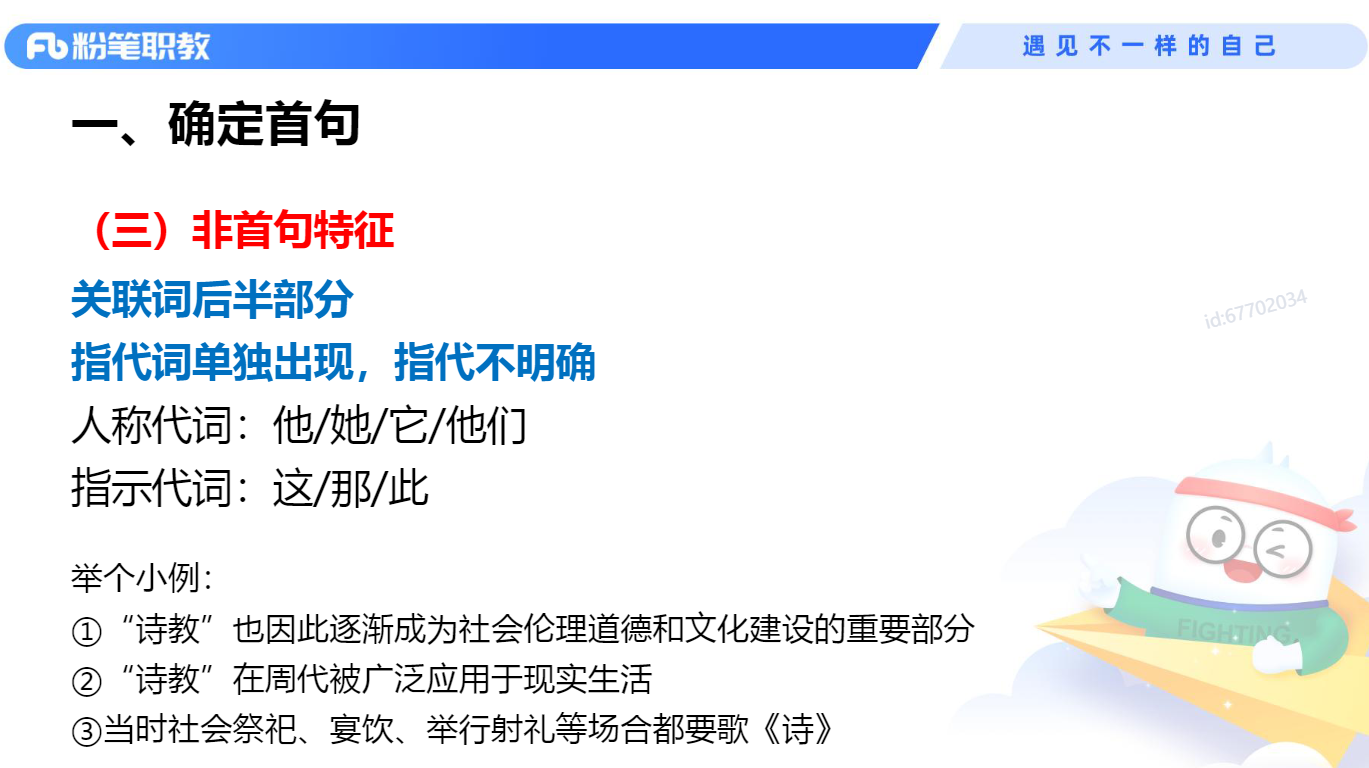 粉笔职教
遇见不一样的自己
一、确定首句
（三）非首句特征
关联词后半部分
id:67702034
指代词单独出现，指代不明确
人称代词：他/她/它/他们
指示代词：这/那/此
举个小例：
①“诗教”也因此逐渐成为社会伦理道德和文化建设的重要部分
FIGHTING
②“诗教”在周代被广泛应用于现实生活
③当时社会祭祀、宴饮、举行射礼等场合都要歌《诗》